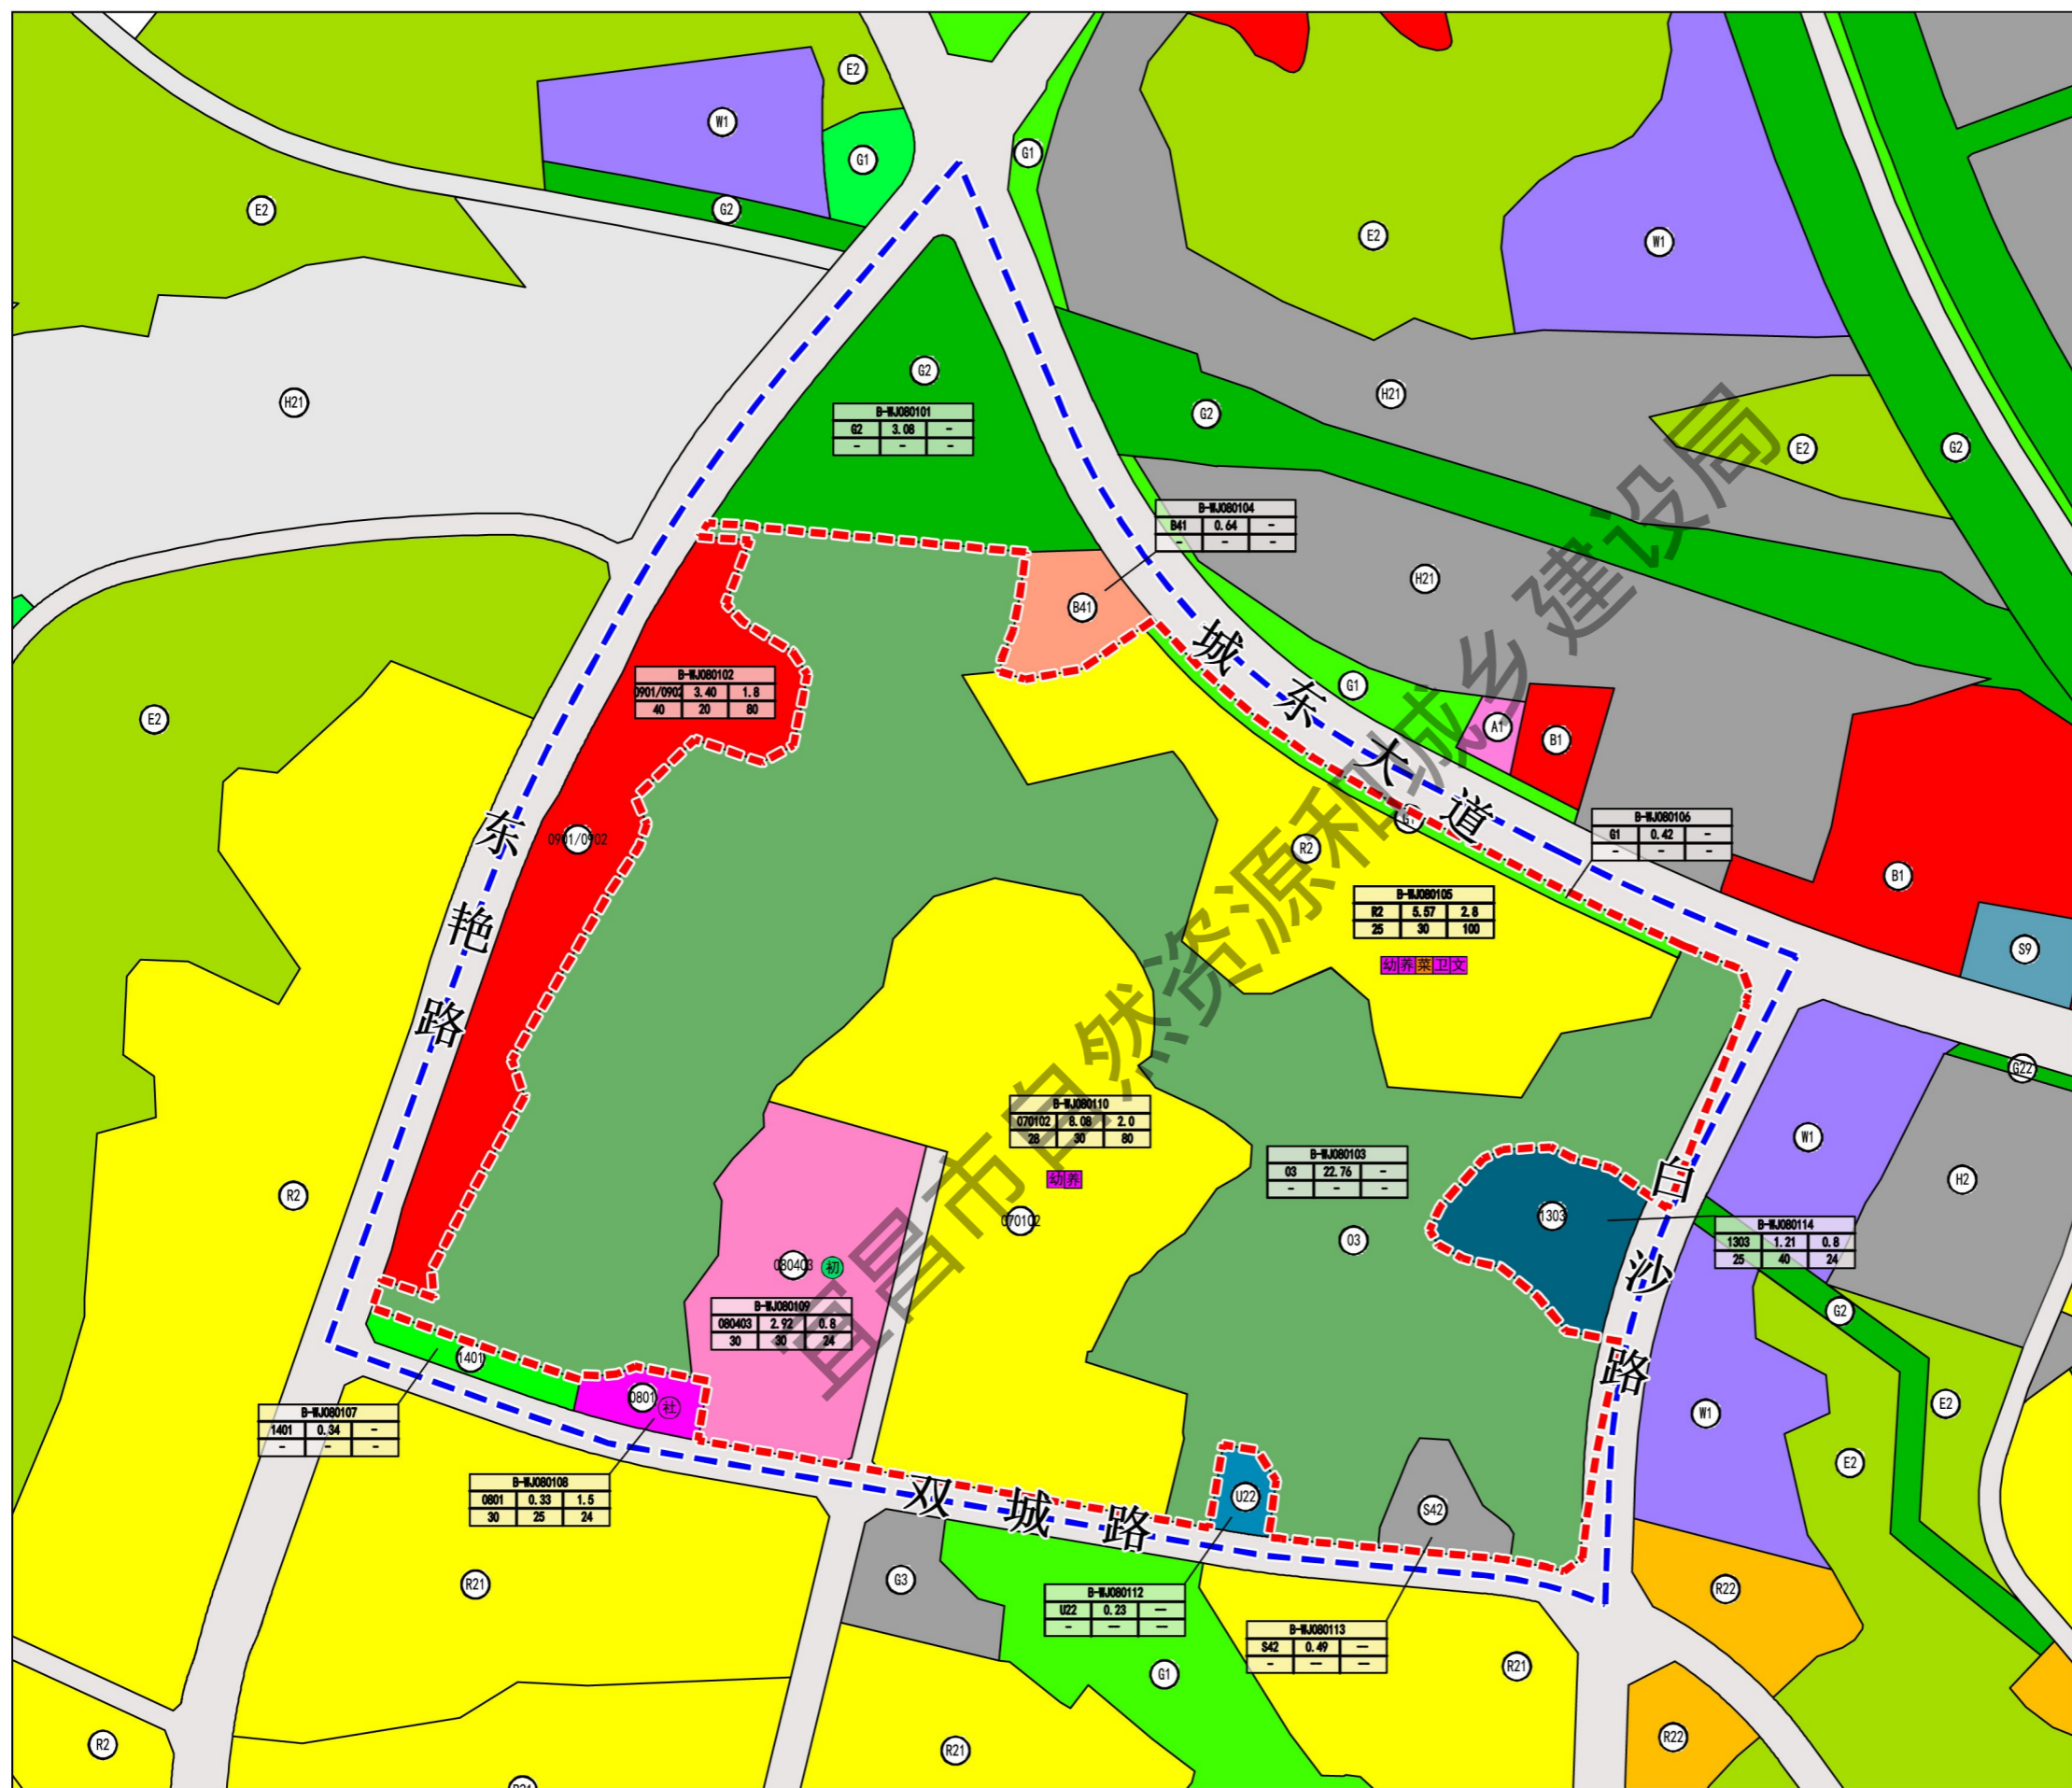 E2
W1
G1
G1
G2
E2
E2
W1
G2
B-WJ080101
G2 3.08 -
- - -
H21
H21
G2
E2
G2
B-WJ080104
B41 0.64 -
- - -
H21
B41
B-WJ080102
0901/0902 3.40 1.8
40 20 80
G1
A1
B1
E2
城东大道
0901/0902
G1
R2
B-WJ080106
G1 0.42 -
- - -
B1
B-WJ080105
R2 5.57 2.8
25 30 100
S9
幼养菜卫文
东艳路
G22
B-WJ080110
070102 8.08 2.0
28 30 80
W1
B-WJ080103
03 22.76 -
- - -
幼养
H2
R2
070102
1303
03
B-WJ080114
1303 1.21 0.8
25 40 24
080403 初
白沙路
B-WJ080109
080403 2.92 0.8
30 30 24
G2
1401
0801 社
E2
W1
B-WJ080107
1401 0.34 -
- - -
E2
B-WJ080108
0801 0.33 1.5
30 25 24
双城路
U22
S42
R21
G3
R22
B-WJ080112
U22 0.23 —
- — —
B-WJ080113
S42 0.49 —
- — —
G1
R21
R22
R2
R21
宜昌市自然资源和城乡建设局